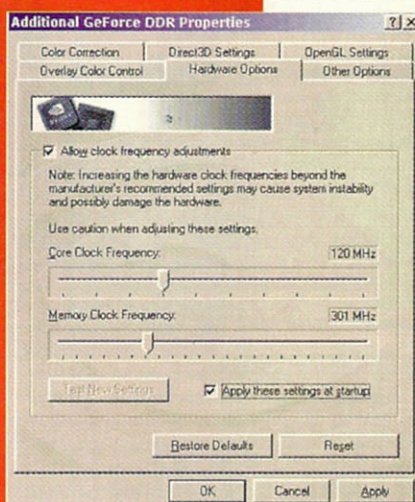 Additional GeForce DDR Properties
Color Correction
Direct3D Settings
OpenGL Settings
Overlay Color Control
Hardware Options
Other Options
Allow clock frequency adjustments
Note: Increasing the hardware clock frequencies beyond the
manufacturer's recommended settings may cause system instability
and possibly damage the hardware.
Use caution when adjusting these settings.
Core Clock Frequency:
120 MHz
Memory Clock Frequency:
301 MHz
Test New Settings
Apply these settings at startup
Restore Defaults
Reset
OK
Cancel
Apply